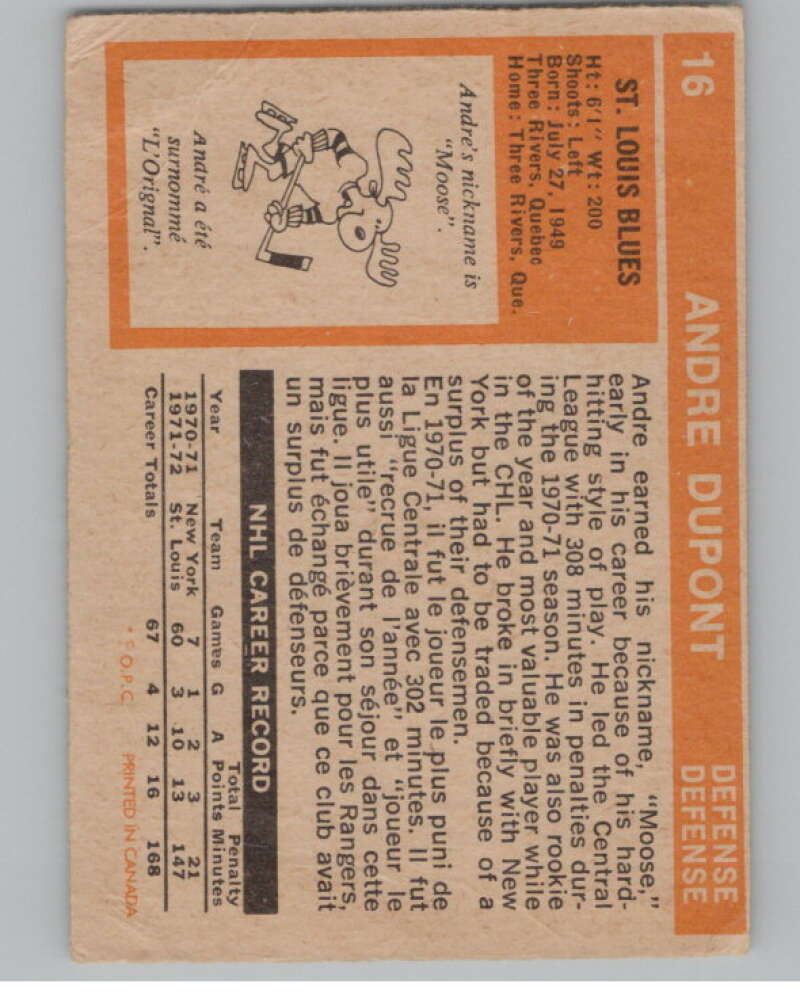 16 ANDRE DUPONT DEFENSE
DEFENSE
ST. LOUIS BLUES
Ht: 6'1" Wt: 200
Shoots: Left
Born: July 27, 1949
Three Rivers, Quebec
Home: Three Rivers, Que.
Andre's nickname is
"Moose".
André a été
surnommé
"L'Orignal".
Andre earned his nickname, "Moose,"
early in his career because of his hard-
hitting style of play. He led the Central
League with 308 minutes in penalties dur-
ing the 1970-71 season. He was also rookie
of the year and most valuable player while
in the CHL. He broke in briefly with New
York but had to be traded because of a
surplus of their defensemen.
En 1970-71, il fut le joueur le plus puni de
la Ligue Centrale avec 302 minutes. Il fut
aussi "recrue de l'année" et "joueur le
plus utile" durant son séjour dans cette
ligue. Il joua brièvement pour les Rangers,
mais fut échangé parce que ce club avait
un surplus de défenseurs.
NHL CAREER RECORD
Total Penalty
Year Team Games G A Points Minutes
1970-71 New York 7 1 2 3 21
1971-72 St. Louis 60 3 10 13 147
Career Totals 67 4 12 16 168
* © O.P.C. PRINTED IN CANADA